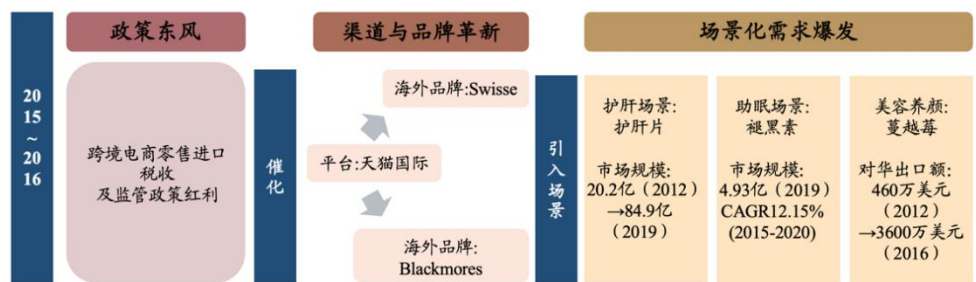 政策东风
渠道与品牌革新
场景化需求爆发
20
15
~
20
16
跨境电商零售进口
税收
及监管政策红利
催
化
海外品牌:Swisse
平台:天猫国际
海外品牌:
Blackmores
引
入
场
景
护肝场景:
护肝片
市场规模:
20.2亿（2012）
→84.9亿
（2019）
助眠场景:
褪黑素
市场规模:
4.93亿（2019）
CAGR12.15%
(2015-2020)
美容养颜:
蔓越莓
对华出口额:
460万美元
（2012）
→3600万美元
（2016）